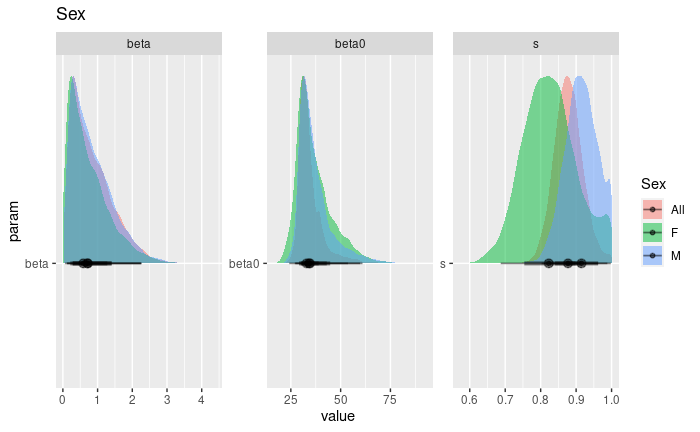 Sex
beta
beta0
s
param
beta
beta0
s
0 1 2 3 4
25 50 75
0.6 0.7 0.8 0.9 1.0
value
Sex
All
F
M